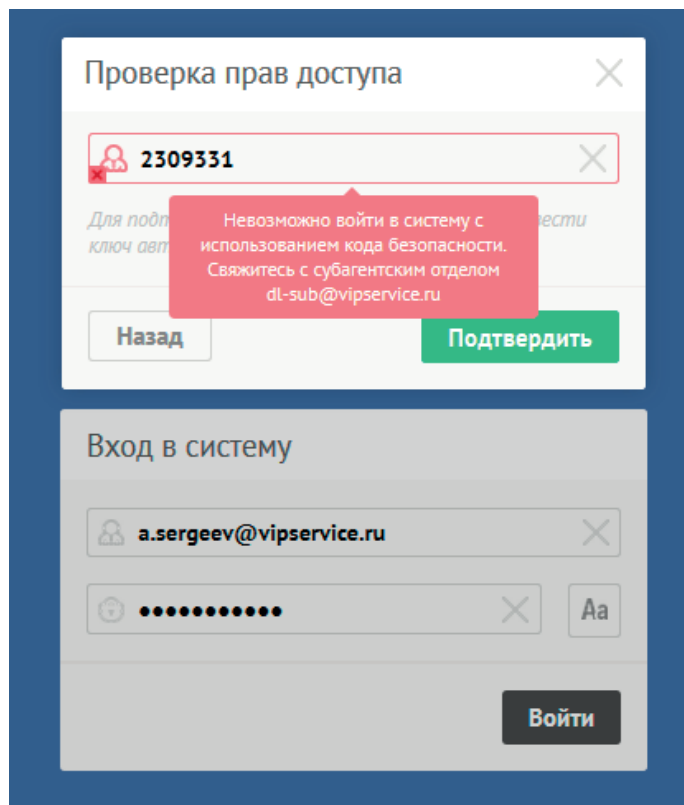 Проверка прав доступа
2309331
Для подп
вести
ключ авт
Невозможно войти в систему с
использованием кода безопасности.
Свяжитесь с субагентским отделом
dl-sub@vipservice.ru
Назад
Подтвердить
Вход в систему
a.sergeev@vipservice.ru
Aa
Войти